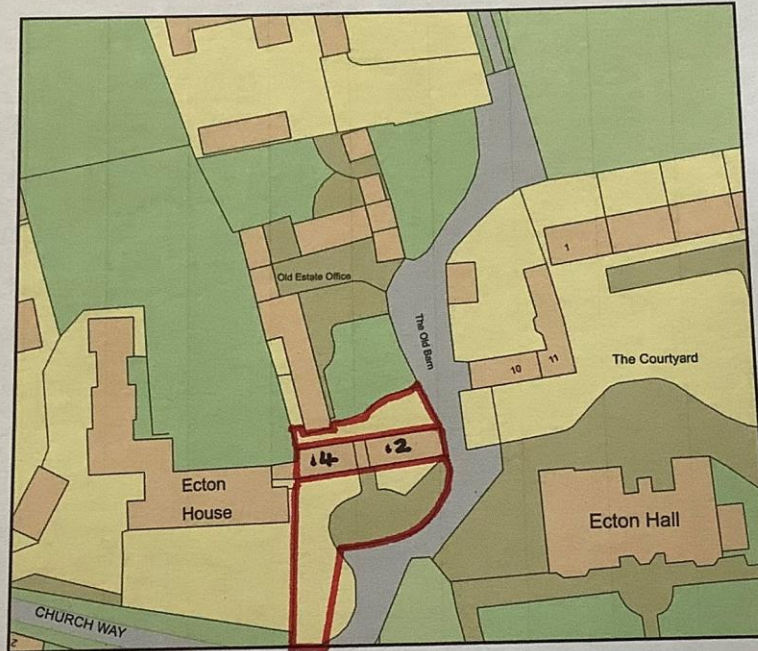 1
Old Estate Office
The Old Barn
The Courtyard
10
11
14
12
Ecton
House
Ecton Hall
CHURCH WAY
2